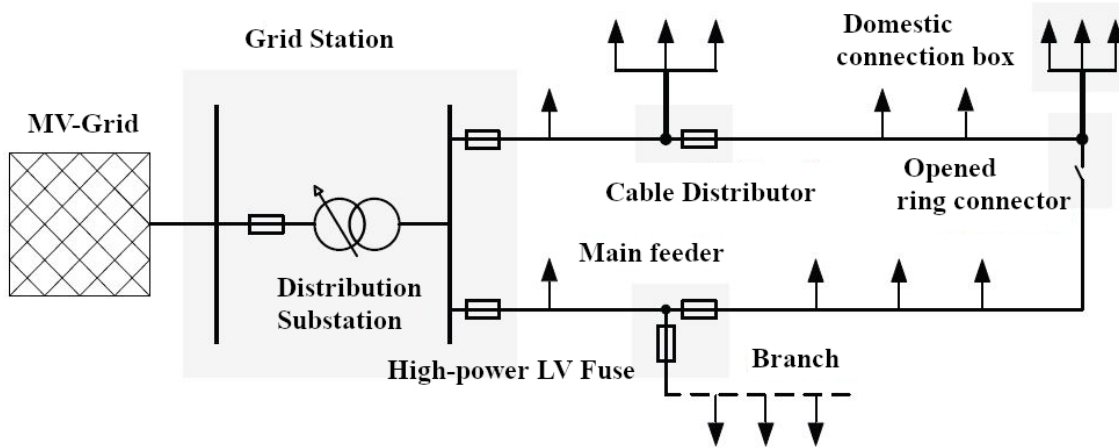 Grid Station
Domestic
connection box
MV-Grid
Cable Distributor
Opened
ring connector
Main feeder
Distribution
Substation
High-power LV Fuse
Branch